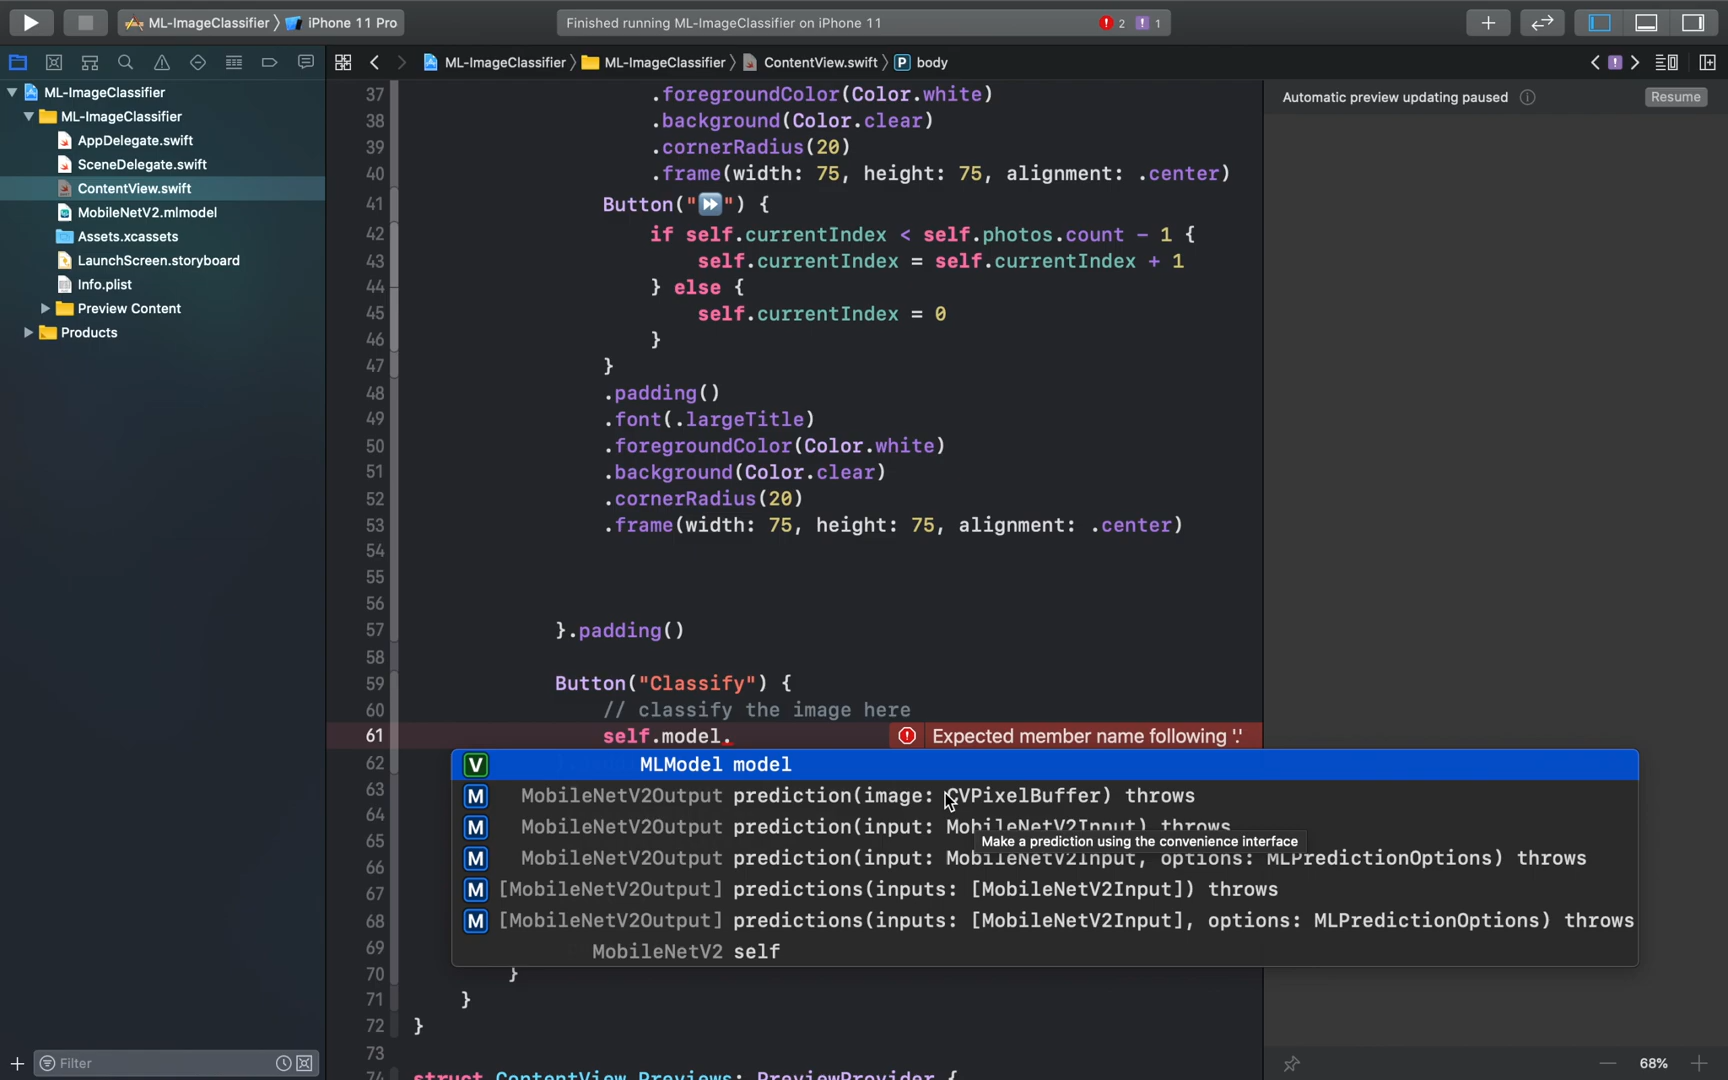 ML-ImageClassifier 〉 iPhone 11 Pro
Finished running ML-ImageClassifier on iPhone 11
2
1
ML-ImageClassifier 〉 ML-ImageClassifier 〉 ContentView.swift 〉 P body
ML-ImageClassifier
ML-ImageClassifier
AppDelegate.swift
SceneDelegate.swift
ContentView.swift
MobileNetV2.mlmodel
Assets.xcassets
LaunchScreen.storyboard
Info.plist
Preview Content
Products
Filter
37 .foregroundColor(Color.white)
38 .background(Color.clear)
39 .cornerRadius(20)
40 .frame(width: 75, height: 75, alignment: .center)
41 Button("⏩") {
42 if self.currentIndex < self.photos.count - 1 {
43 self.currentIndex = self.currentIndex + 1
44 } else {
45 self.currentIndex = 0
46 }
47 }
48 .padding()
49 .font(.largeTitle)
50 .foregroundColor(Color.white)
51 .background(Color.clear)
52 .cornerRadius(20)
53 .frame(width: 75, height: 75, alignment: .center)
54
55
56
57 }.padding()
58
59 Button("Classify") {
60 // classify the image here
61 self.model. Expected member name following '.'
62 V MLModel model
63 M MobileNetV2Output prediction(image: CVPixelBuffer) throws
64 M MobileNetV2Output prediction(input: MobileNetV2Input) throws
65 Make a prediction using the convenience interface
66 M MobileNetV2Output prediction(input: MobileNetV2Input, options: MLPredictionOptions) throws
67 M [MobileNetV2Output] predictions(inputs: [MobileNetV2Input]) throws
68 M [MobileNetV2Output] predictions(inputs: [MobileNetV2Input], options: MLPredictionOptions) throws
69 MobileNetV2 self
70 }
71 }
72 }
73
74 struct ContentView_Previews: PreviewProvider {
Automatic preview updating paused
Resume
68%